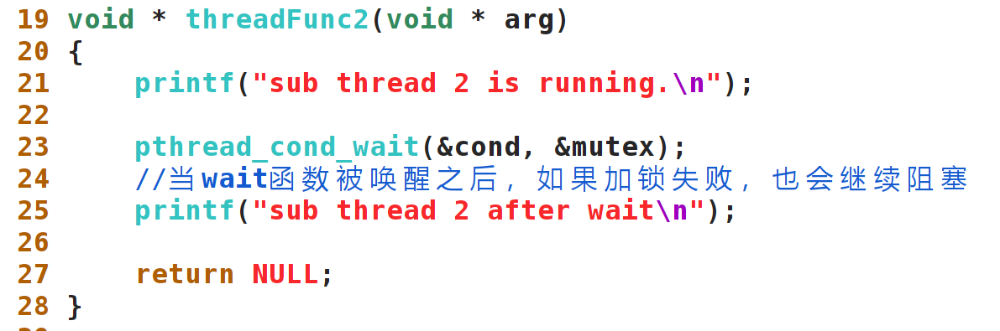 19 void * threadFunc2(void * arg)
20 {
21     printf("sub thread 2 is running.\n");
22
23     pthread_cond_wait(&cond, &mutex);
24     //当wait函数被唤醒之后，如果加锁失败，也会继续阻塞
25     printf("sub thread 2 after wait\n");
26
27     return NULL;
28 }